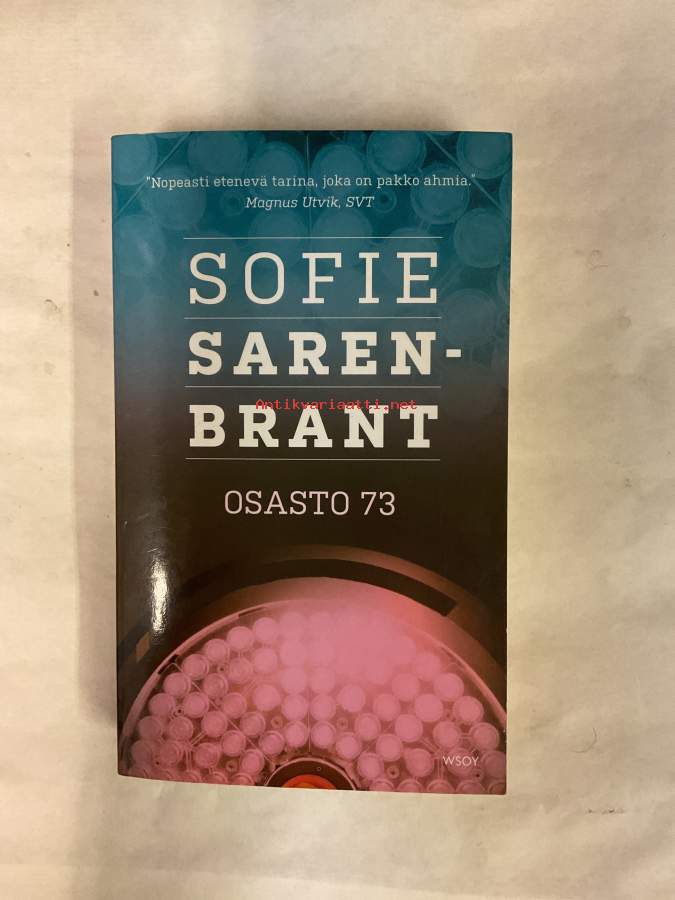 "Nopeasti etenevä tarina, joka on pakko ahmia."
Magnus Utvik, SVT
SOFIE
SAREN-
Antikvariaatti.net
BRANT
OSASTO 73
WSOY